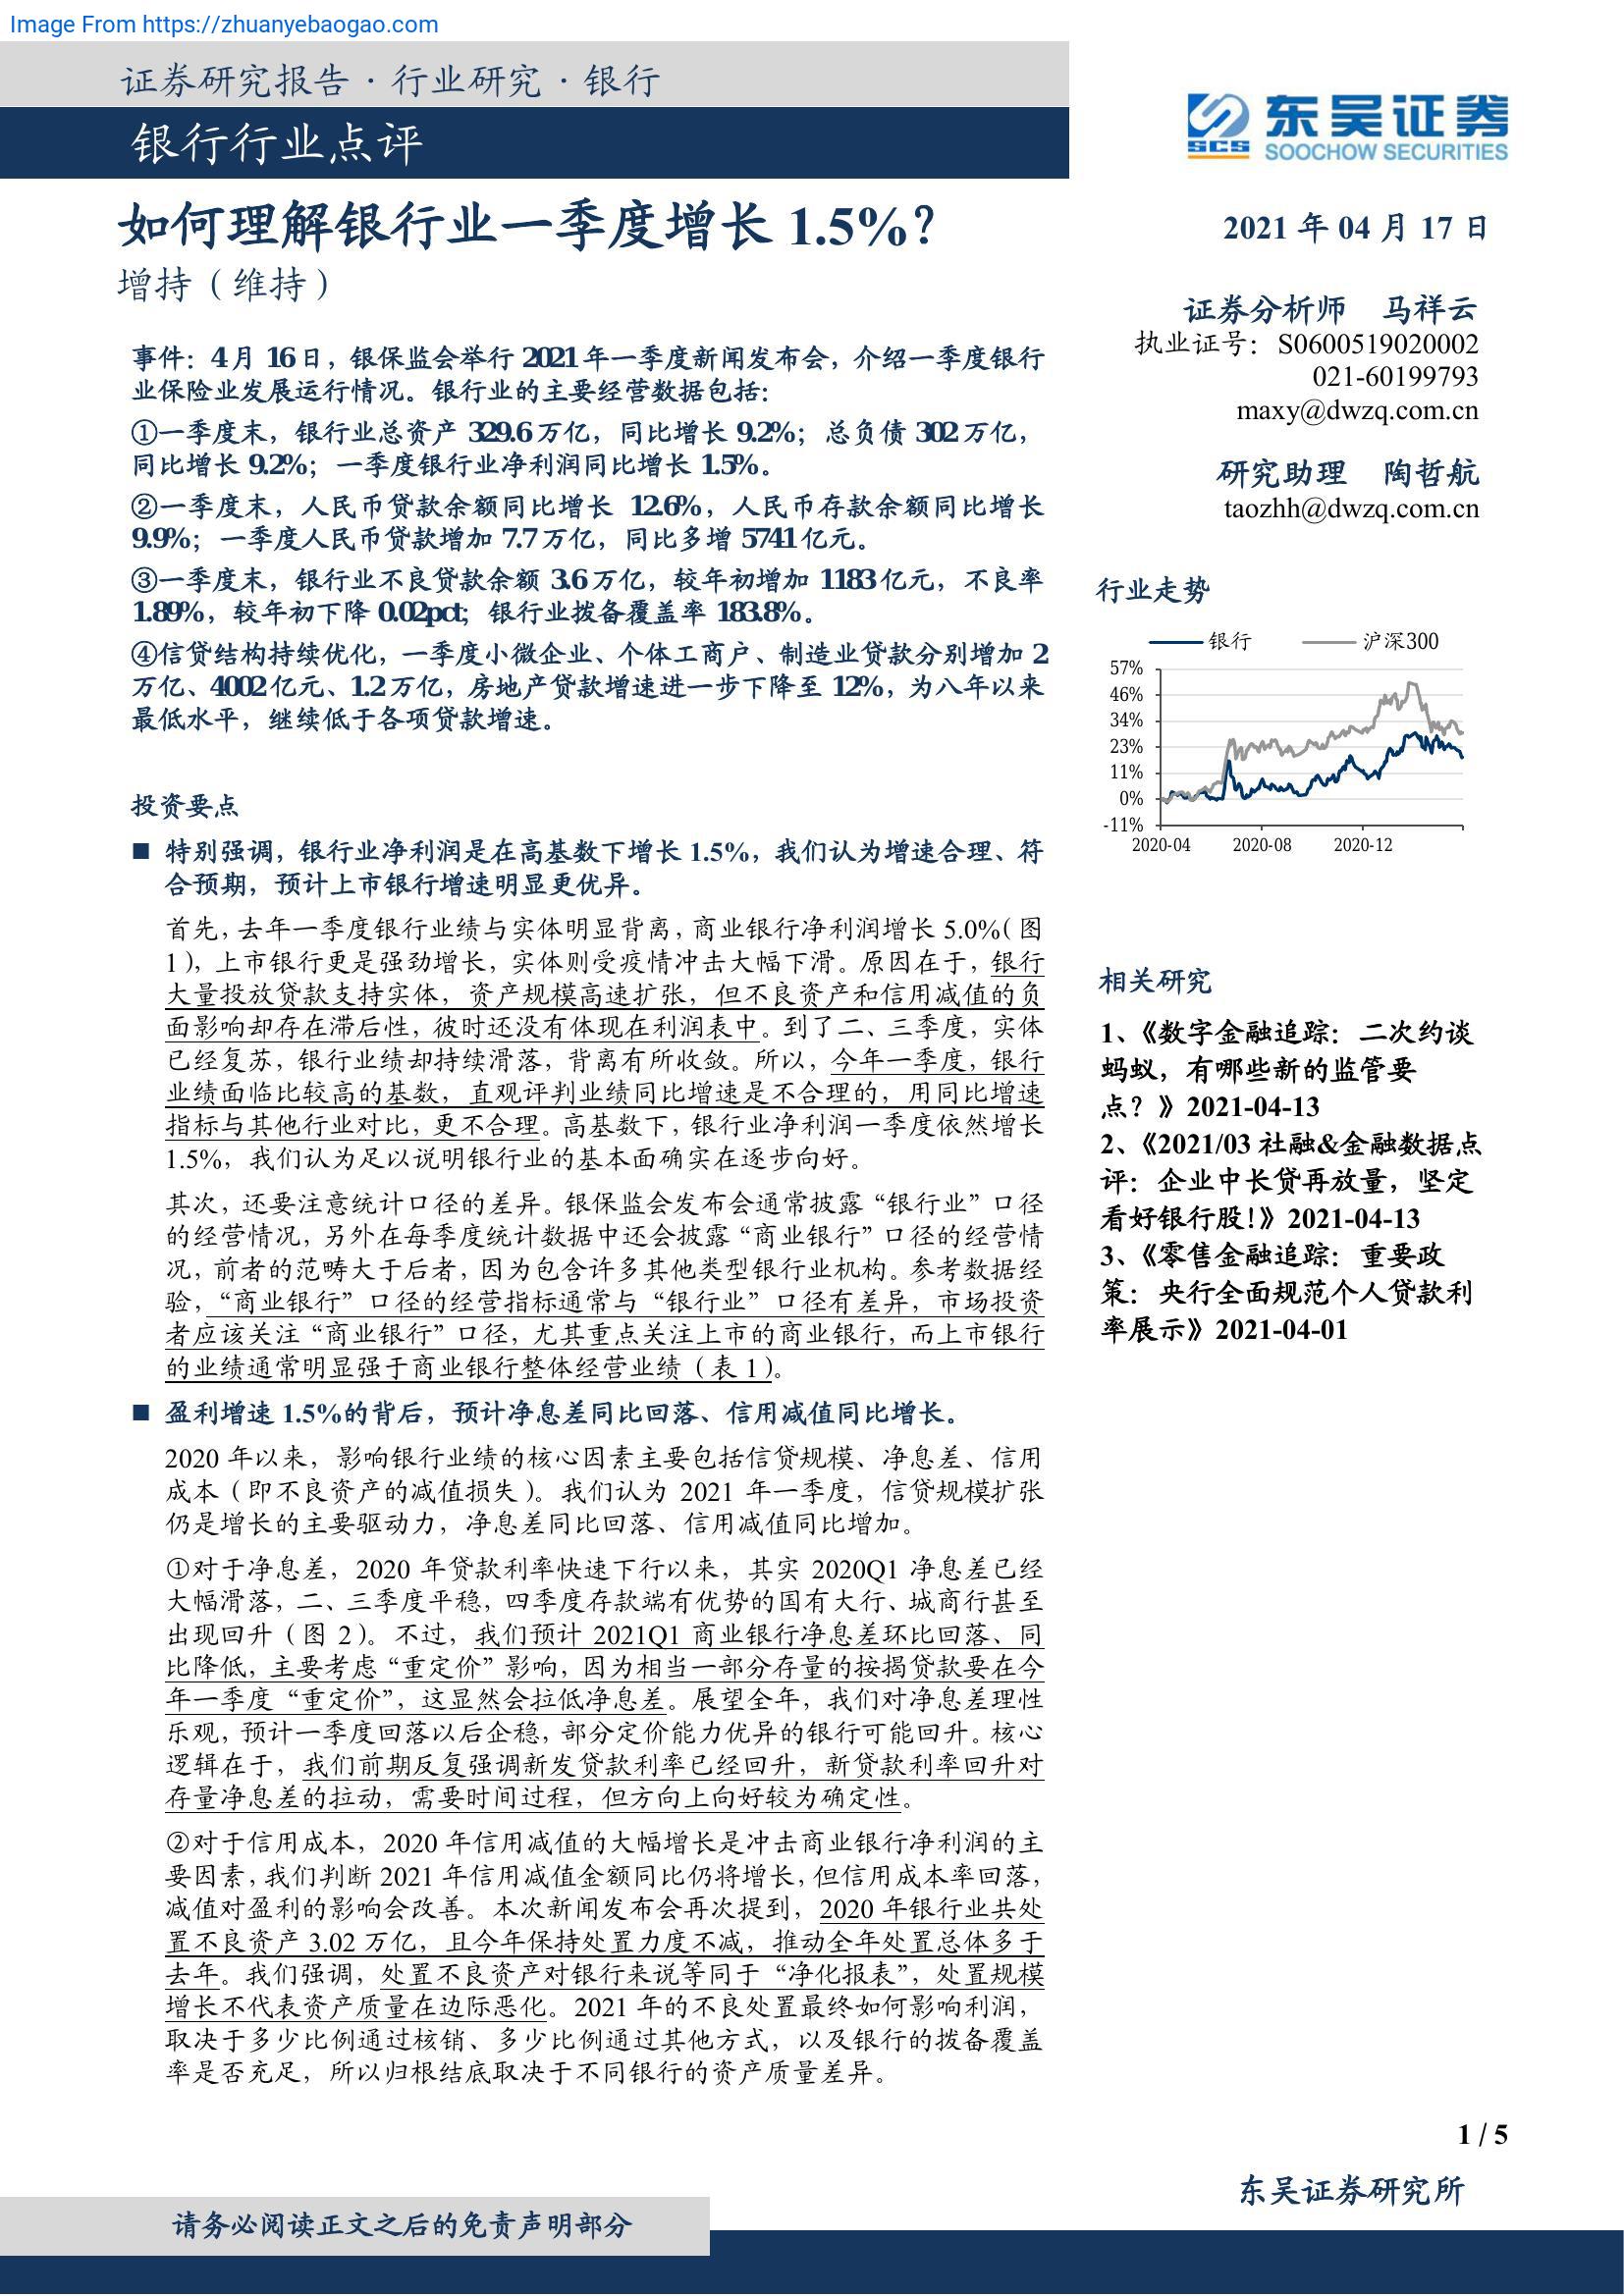 Image From https://zhuanyebaogao.com
证券研究报告·行业研究·银行
银行行业点评
东吴证券
SCS
SOOCHOW SECURITIES
如何理解银行业一季度增长 1.5%？
增持（维持）
2021 年 04 月 17 日
证券分析师 马祥云
执业证号：S0600519020002
021-60199793
maxy@dwzq.com.cn
研究助理 陶哲航
taozhh@dwzq.com.cn
事件：4 月 16 日，银保监会举行 2021 年一季度新闻发布会，介绍一季度银行
业保险业发展运行情况。银行业的主要经营数据包括：
①一季度末，银行业总资产 329.6 万亿，同比增长 9.2%；总负债 302 万亿，
同比增长 9.2%；一季度银行业净利润同比增长 1.5%。
②一季度末，人民币贷款余额同比增长 12.6%，人民币存款余额同比增长
9.9%；一季度人民币贷款增加 7.7 万亿，同比多增 5741 亿元。
③一季度末，银行业不良贷款余额 3.6 万亿，较年初增加 1183 亿元，不良率
1.89%，较年初下降 0.02pct；银行业拨备覆盖率 183.8%。
④信贷结构持续优化，一季度小微企业、个体工商户、制造业贷款分别增加 2
万亿、4002 亿元、1.2 万亿，房地产贷款增速进一步下降至 12%，为八年以来
最低水平，继续低于各项贷款增速。
投资要点
■ 特别强调，银行业净利润是在高基数下增长 1.5%，我们认为增速合理、符
合预期，预计上市银行增速明显更优异。
首先，去年一季度银行业绩与实体明显背离，商业银行净利润增长 5.0%（图
1），上市银行更是强劲增长，实体则受疫情冲击大幅下滑。原因在于，银行
大量投放贷款支持实体，资产规模高速扩张，但不良资产和信用减值的负
面影响却存在滞后性，彼时还没有体现在利润表中。到了二、三季度，实体
已经复苏，银行业绩却持续滑落，背离有所收敛。所以，今年一季度，银行
业绩面临比较高的基数，直观评判业绩同比增速是不合理的，用同比增速
指标与其他行业对比，更不合理。高基数下，银行业净利润一季度依然增长
1.5%，我们认为足以说明银行业的基本面确实在逐步向好。
其次，还要注意统计口径的差异。银保监会发布会通常披露“银行业”口径
的经营情况，另外在每季度统计数据中还会披露“商业银行”口径的经营情
况，前者的范畴大于后者，因为包含许多其他类型银行业机构。参考数据经
验，“商业银行”口径的经营指标通常与“银行业”口径有差异，市场投资
者应该关注“商业银行”口径，尤其重点关注上市的商业银行，而上市银行
的业绩通常明显强于商业银行整体经营业绩（表 1）。
■ 盈利增速 1.5%的背后，预计净息差同比回落、信用减值同比增长。
2020 年以来，影响银行业绩的核心因素主要包括信贷规模、净息差、信用
成本（即不良资产的减值损失）。我们认为 2021 年一季度，信贷规模扩张
仍是增长的主要驱动力，净息差同比回落、信用减值同比增加。
①对于净息差，2020 年贷款利率快速下行以来，其实 2020Q1 净息差已经
大幅滑落，二、三季度平稳，四季度存款端有优势的国有大行、城商行甚至
出现回升（图 2）。不过，我们预计 2021Q1 商业银行净息差环比回落、同
比降低，主要考虑“重定价”影响，因为相当一部分存量的按揭贷款要在今
年一季度“重定价”，这显然会拉低净息差。展望全年，我们对净息差理性
乐观，预计一季度回落以后企稳，部分定价能力优异的银行可能回升。核心
逻辑在于，我们前期反复强调新发贷款利率已经回升，新贷款利率回升对
存量净息差的拉动，需要时间过程，但方向上向好较为确定性。
②对于信用成本，2020 年信用减值的大幅增长是冲击商业银行净利润的主
要因素，我们判断 2021 年信用减值金额同比仍将增长，但信用成本率回落，
减值对盈利的影响会改善。本次新闻发布会再次提到，2020 年银行业共处
置不良资产 3.02 万亿，且今年保持处置力度不减，推动全年处置总体多于
去年。我们强调，处置不良资产对银行来说等同于“净化报表”，处置规模
增长不代表资产质量在边际恶化。2021 年的不良处置最终如何影响利润，
取决于多少比例通过核销、多少比例通过其他方式，以及银行的拨备覆盖
率是否充足，所以归根结底取决于不同银行的资产质量差异。
行业走势
银行 沪深300
57%
46%
34%
23%
11%
0%
-11%
2020-04 2020-08 2020-12
相关研究
1、《数字金融追踪：二次约谈
蚂蚁，有哪些新的监管要
点？》2021-04-13
2、《2021/03 社融&金融数据点
评：企业中长贷再放量，坚定
看好银行股!》2021-04-13
3、《零售金融追踪：重要政
策：央行全面规范个人贷款利
率展示》2021-04-01
1 / 5
东吴证券研究所
请务必阅读正文之后的免责声明部分